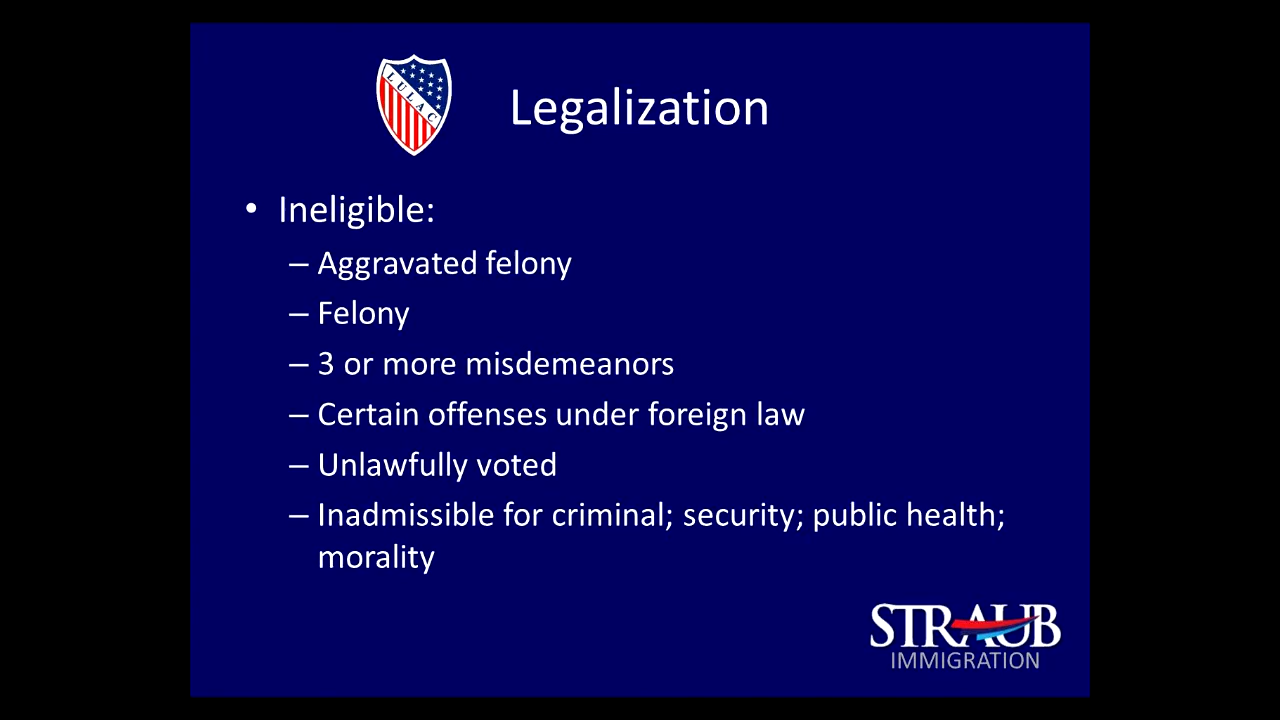 LULAC
Legalization
• Ineligible:
– Aggravated felony
– Felony
– 3 or more misdemeanors
– Certain offenses under foreign law
– Unlawfully voted
– Inadmissible for criminal; security; public health;
morality
STRAUB
IMMIGRATION